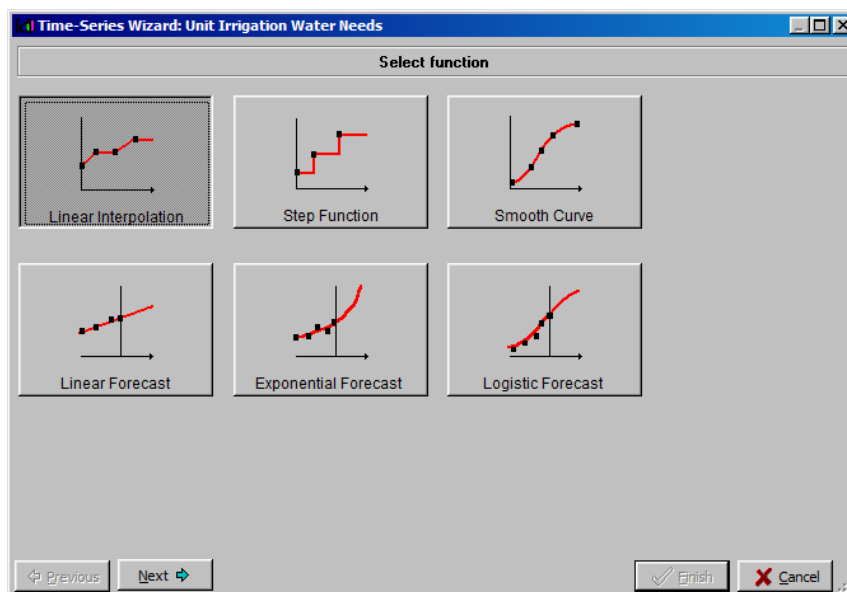 Time-Series Wizard: Unit Irrigation Water Needs
Select function
Linear Interpolation Step Function Smooth Curve
Linear Forecast Exponential Forecast Logistic Forecast
Previous Next Finish Cancel